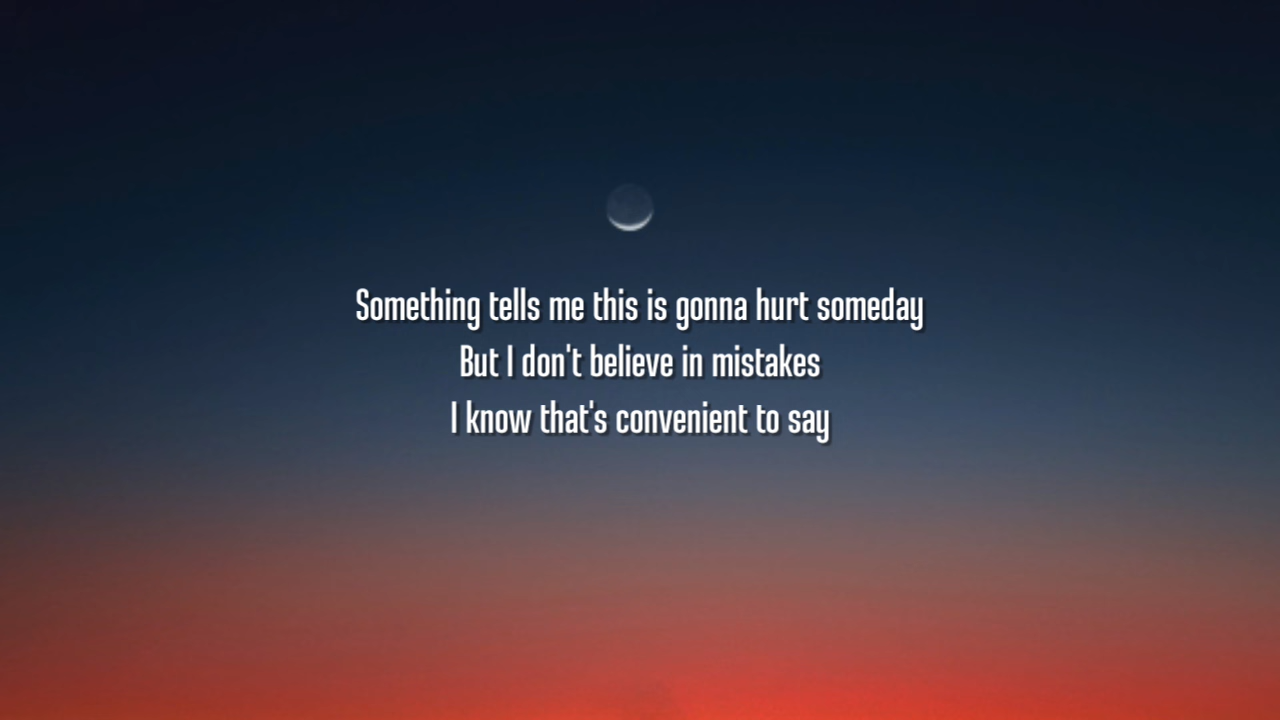 Something tells me this is gonna hurt someday
But I don't believe in mistakes
I know that's convenient to say